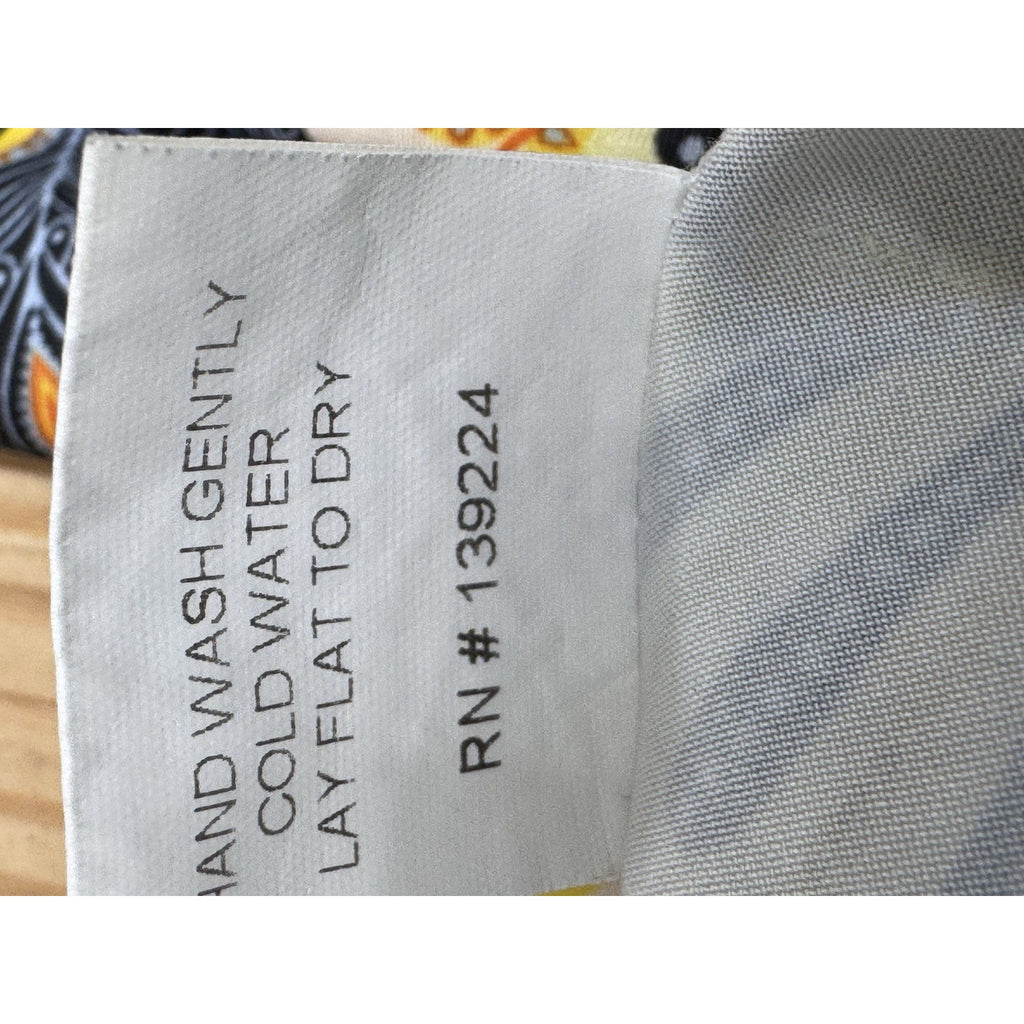 HAND WASH GENTLY
COLD WATER
LAY FLAT TO DRY
RN # 139224